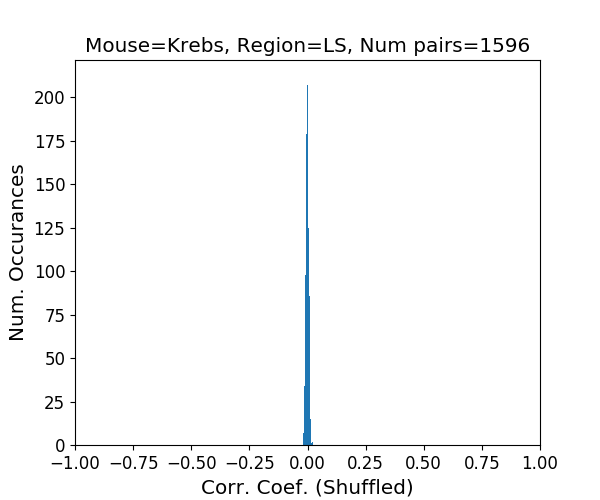 Mouse=Krebs, Region=LS, Num pairs=1596
Num. Occurances
200
175
150
125
100
75
50
25
0
−1.00 −0.75 −0.50 −0.25 0.00 0.25 0.50 0.75 1.00
Corr. Coef. (Shuffled)